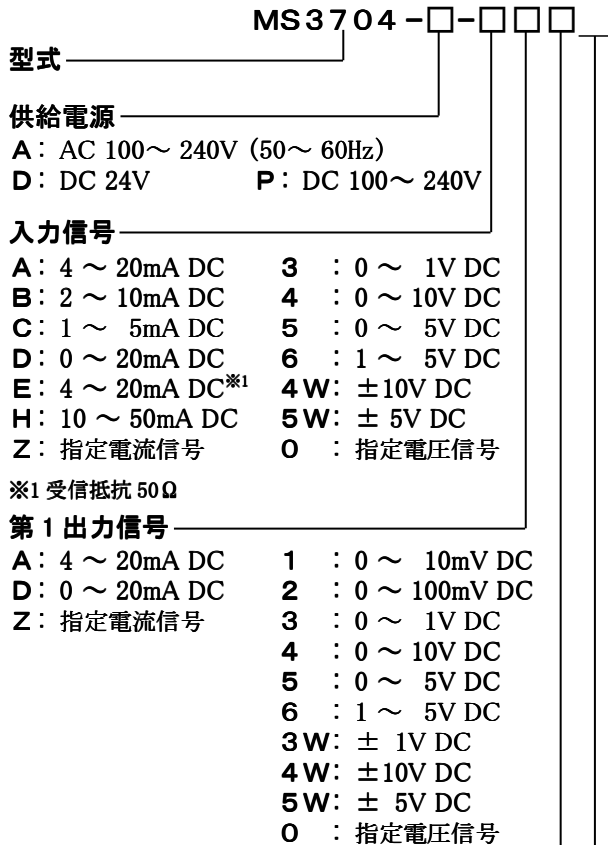 MS3704-□-□□□
型式
供給電源
A: AC 100～ 240V (50～ 60Hz)
D: DC 24V P: DC 100～ 240V
入力信号
A: 4 ～ 20mA DC 3 : 0 ～ 1V DC
B: 2 ～ 10mA DC 4 : 0 ～ 10V DC
C: 1 ～ 5mA DC 5 : 0 ～ 5V DC
D: 0 ～ 20mA DC 6 : 1 ～ 5V DC
E: 4 ～ 20mA DC※1 4W: ±10V DC
H: 10 ～ 50mA DC 5W: ± 5V DC
Z: 指定電流信号 0 : 指定電圧信号
※1 受信抵抗 50Ω
第 1 出力信号
A: 4 ～ 20mA DC 1 : 0 ～ 10mV DC
D: 0 ～ 20mA DC 2 : 0 ～ 100mV DC
Z: 指定電流信号 3 : 0 ～ 1V DC
4 : 0 ～ 10V DC
5 : 0 ～ 5V DC
6 : 1 ～ 5V DC
3W: ± 1V DC
4W: ±10V DC
5W: ± 5V DC
0 : 指定電圧信号